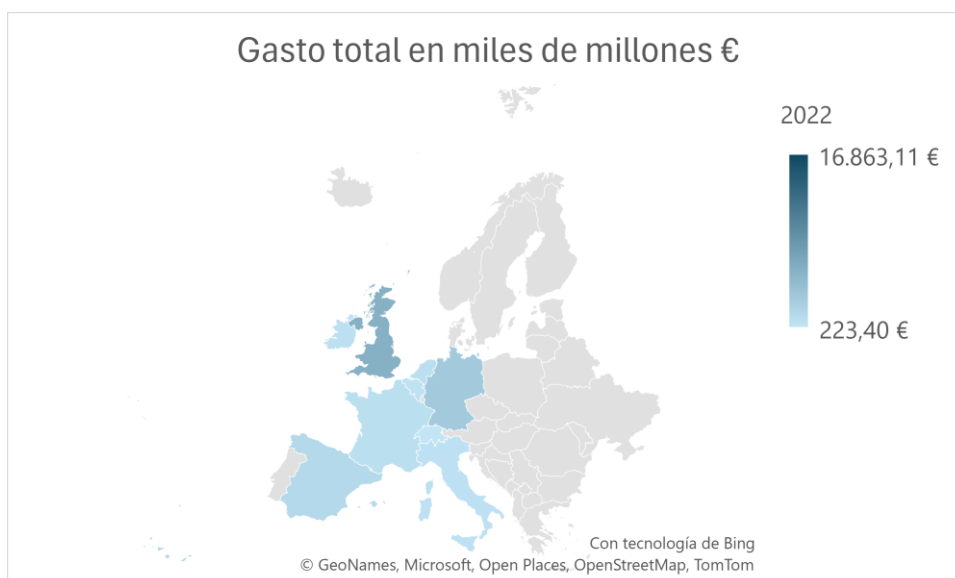 Gasto total en miles de millones €
2022
16.863,11 €
223,40 €
Con tecnología de Bing
© GeoNames, Microsoft, Open Places, OpenStreetMap, TomTom